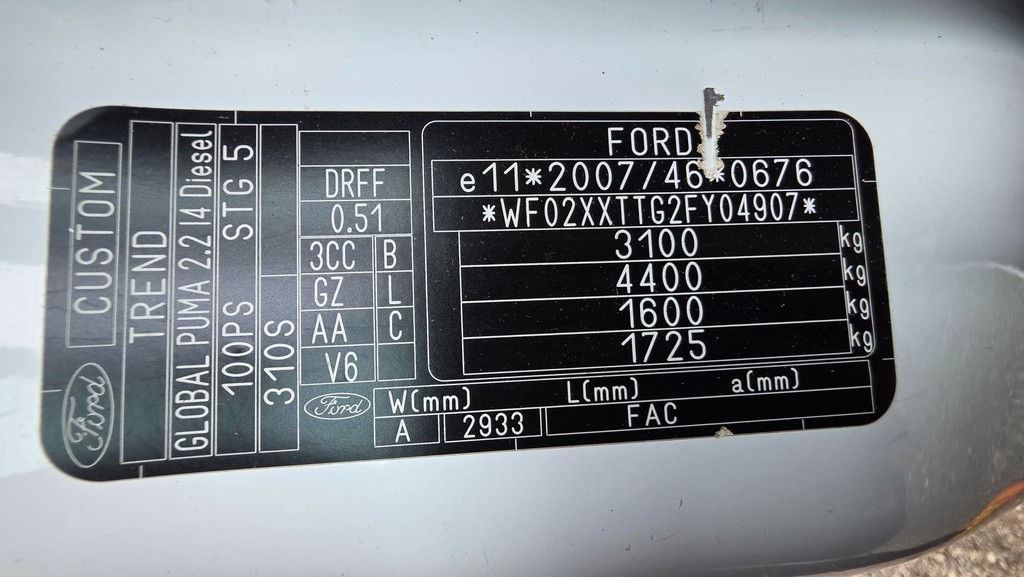 Ford
CUSTOM
TREND
GLOBAL PUMA 2.2 I4 Diesel
100PS STG 5
310S
DRFF
0.51
3CC B
GZ L
AA C
V6
Ford
FORD
e11*2007/46*0676
*WF02XXTTG2FY04907*
3100 kg
4400 kg
1600 kg
1725 kg
W(mm) L(mm) a(mm)
A 2933 FAC